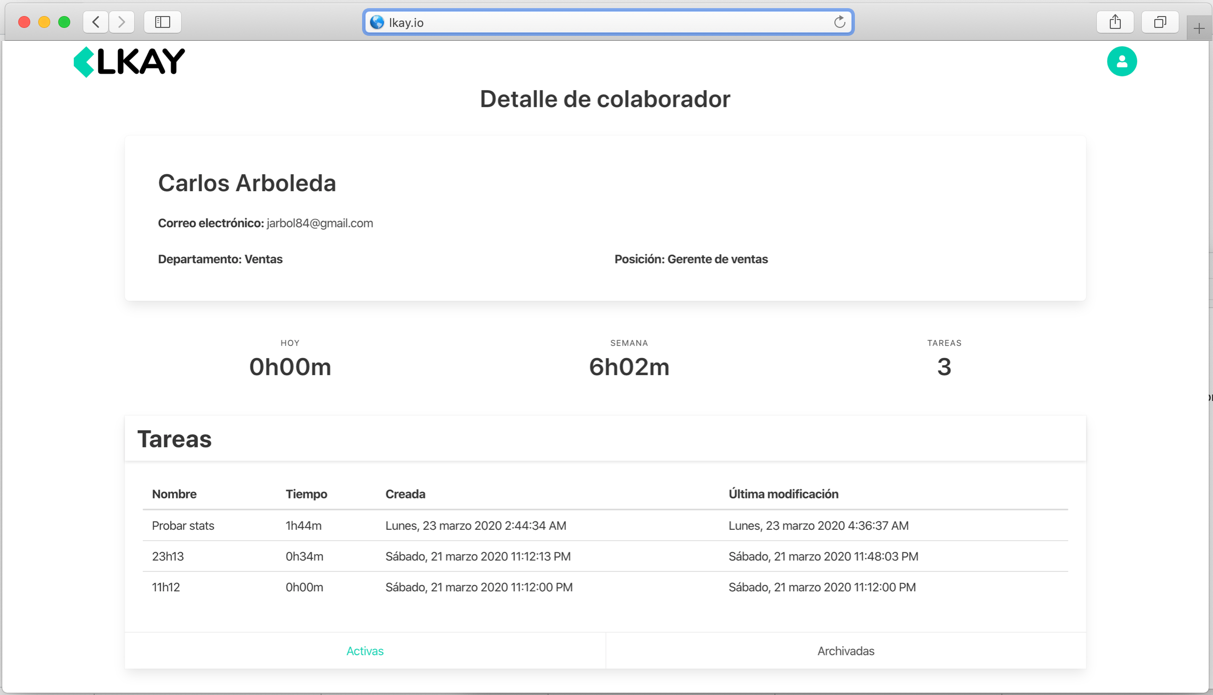 lkay.io
LKAY
Detalle de colaborador
Carlos Arboleda
Correo electrónico: jarbol84@gmail.com
Departamento: Ventas Posición: Gerente de ventas
HOY SEMANA TAREAS
0h00m 6h02m 3
Tareas
Nombre Tiempo Creada Última modificación
Probar stats 1h44m Lunes, 23 marzo 2020 2:44:34 AM Lunes, 23 marzo 2020 4:36:37 AM
23h13 0h34m Sábado, 21 marzo 2020 11:12:13 PM Sábado, 21 marzo 2020 11:48:03 PM
11h12 0h00m Sábado, 21 marzo 2020 11:12:00 PM Sábado, 21 marzo 2020 11:12:00 PM
Activas Archivadas